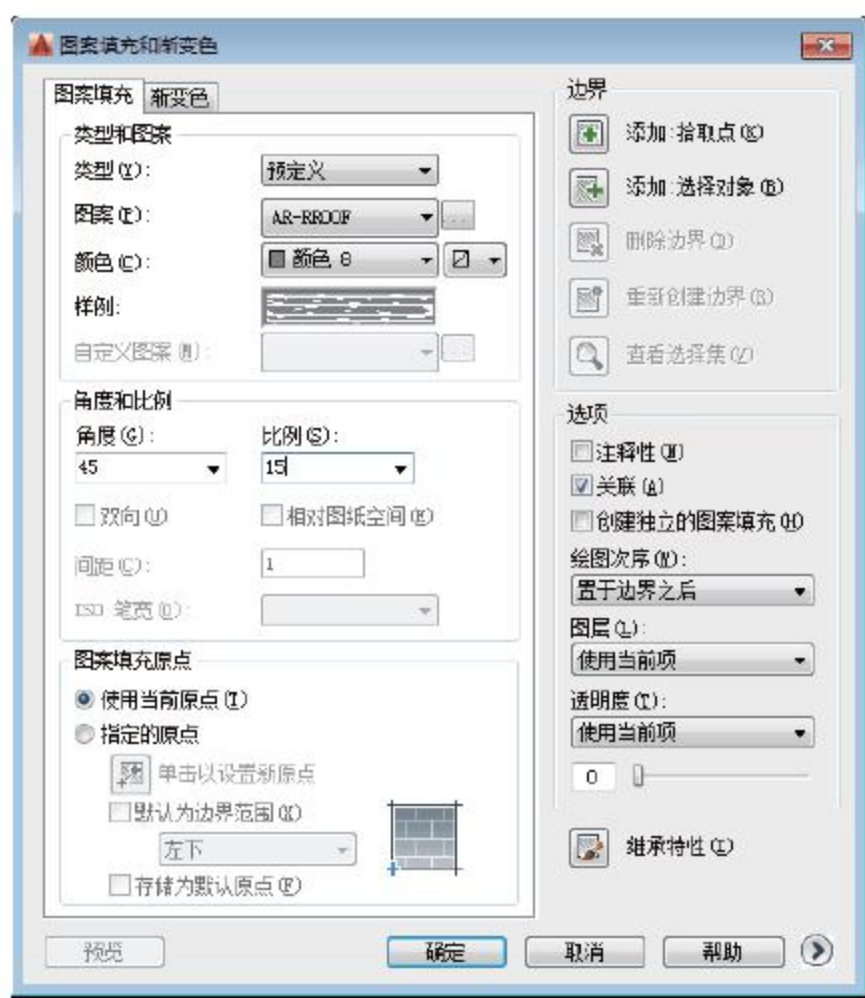 图案填充和渐变色
图案填充 渐变色
类型和图案
类型(Y): 预定义
图案(P): AR-RROOF ...
颜色(C): 颜色 8
样例:
自定义图案(M): ...
角度和比例
角度(G): 比例(S):
45 15
双向(U) 相对图纸空间(E)
间距(C): 1
ISO 笔宽(O):
图案填充原点
使用当前原点(T)
指定的原点
单击以设置新原点
默认为边界范围(X)
左下
存储为默认原点(F)
边界
添加:拾取点(K)
添加:选择对象(B)
删除边界(D)
重新创建边界(R)
查看选择集(V)
选项
注释性(N)
关联(A)
创建独立的图案填充(H)
绘图次序(W):
置于边界之后
图层(L):
使用当前项
透明度(T):
使用当前项
0
继承特性(I)
预览 确定 取消 帮助